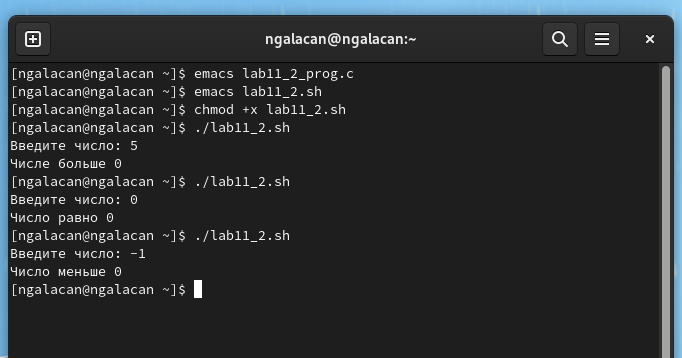 ngalacan@ngalacan:~
[ngalacan@ngalacan ~]$ emacs lab11_2_prog.c
[ngalacan@ngalacan ~]$ emacs lab11_2.sh
[ngalacan@ngalacan ~]$ chmod +x lab11_2.sh
[ngalacan@ngalacan ~]$ ./lab11_2.sh
Введите число: 5
Числе больше 0
[ngalacan@ngalacan ~]$ ./lab11_2.sh
Введите число: 0
Число равно 0
[ngalacan@ngalacan ~]$ ./lab11_2.sh
Введите число: -1
Число меньше 0
[ngalacan@ngalacan ~]$